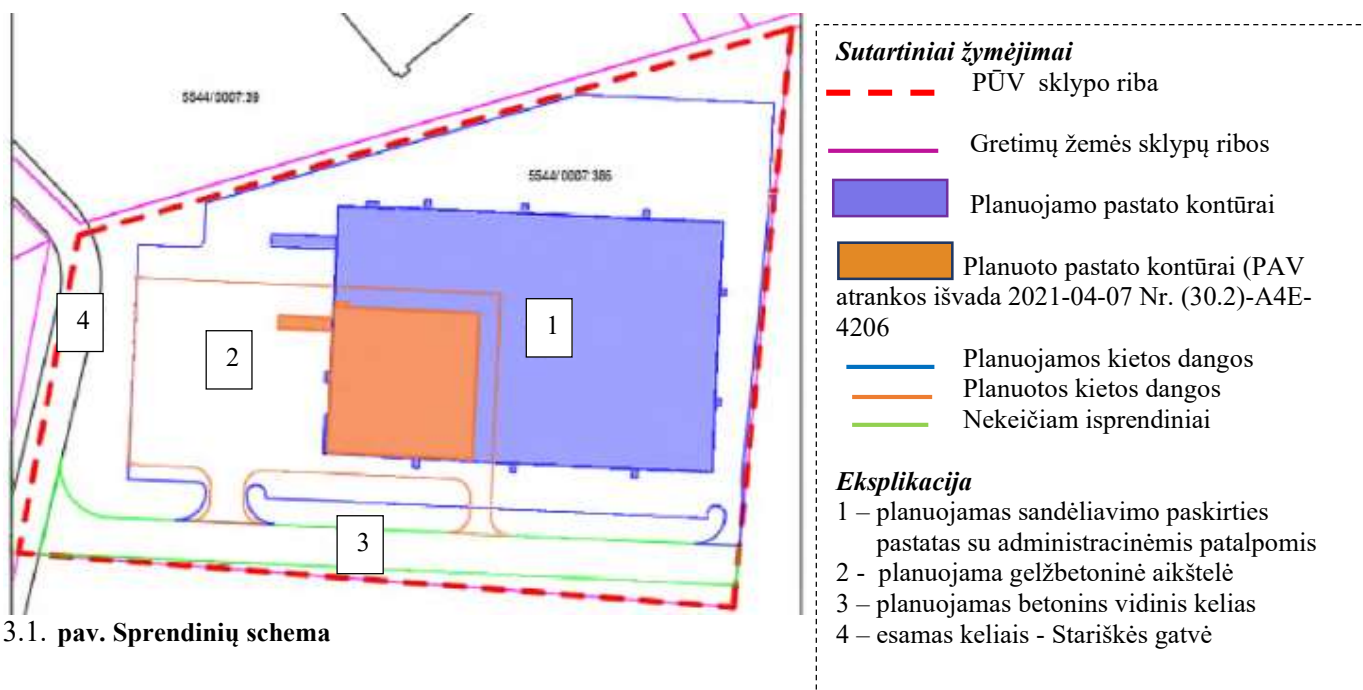 5544/0007:39
5544/0007:386
1
2
3
4
3.1. pav. Sprendinių schema
Sutartiniai žymėjimai
PŪV sklypo riba
Gretimų žemės sklypų ribos
Planuojamo pastato kontūrai
Planuoto pastato kontūrai (PAV
atrankos išvada 2021-04-07 Nr. (30.2)-A4E-
4206
Planuojamos kietos dangos
Planuotos kietos dangos
Nekeičiam isprendiniai
Eksplikacija
1 – planuojamas sandėliavimo paskirties
pastatas su administracinėmis patalpomis
2 - planuojama gelžbetoninė aikštelė
3 – planuojamas betonins vidinis kelias
4 – esamas keliais - Stariškės gatvė